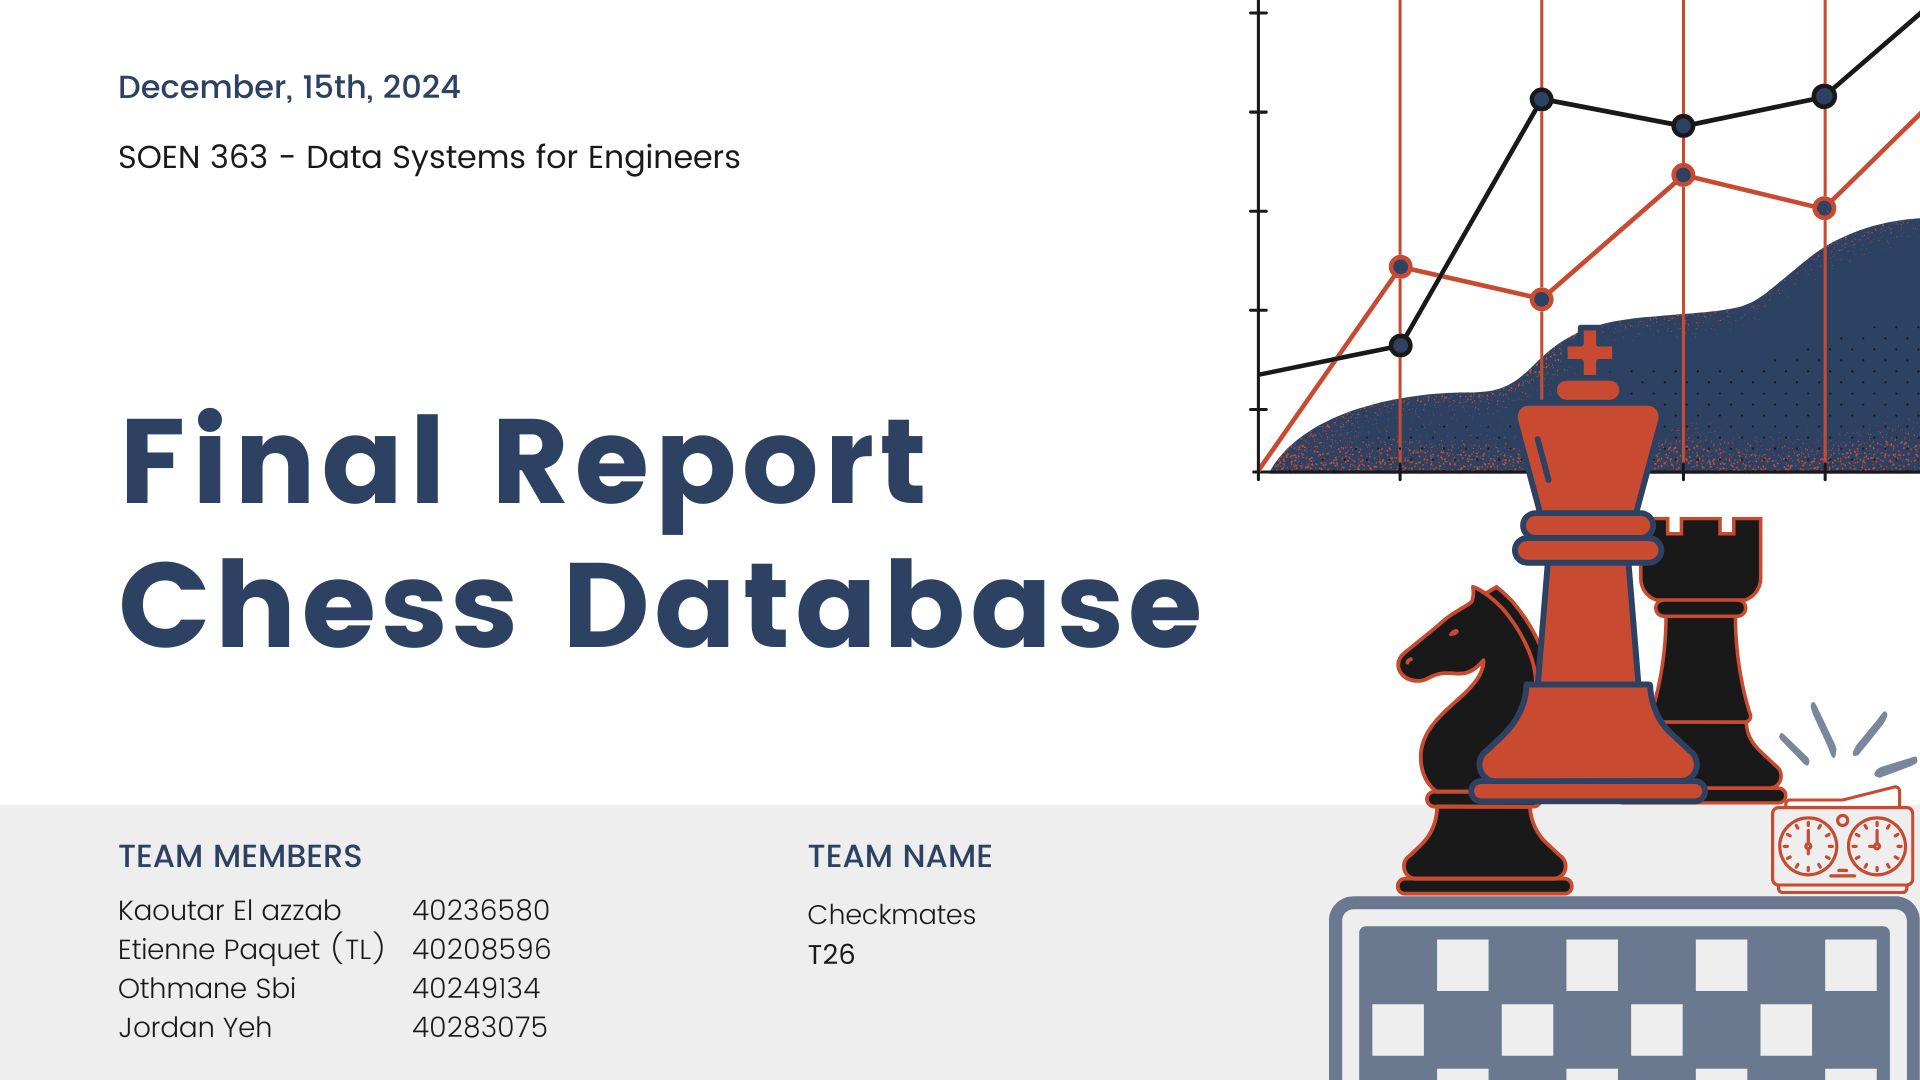 December, 15th, 2024
SOEN 363 - Data Systems for Engineers
Final Report
Chess Database
TEAM MEMBERS
Kaoutar El azzab 40236580
Etienne Paquet (TL) 40208596
Othmane Sbi 40249134
Jordan Yeh 40283075
TEAM NAME
Checkmates
T26